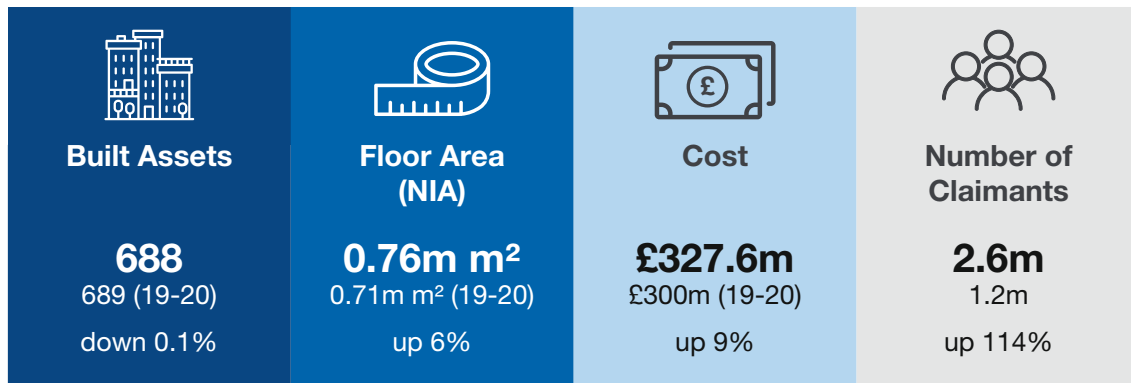 Built Assets
688
689 (19-20)
down 0.1%
Floor Area
(NIA)
0.76m m²
0.71m m² (19-20)
up 6%
£
Cost
£327.6m
£300m (19-20)
up 9%
Number of
Claimants
2.6m
1.2m
up 114%